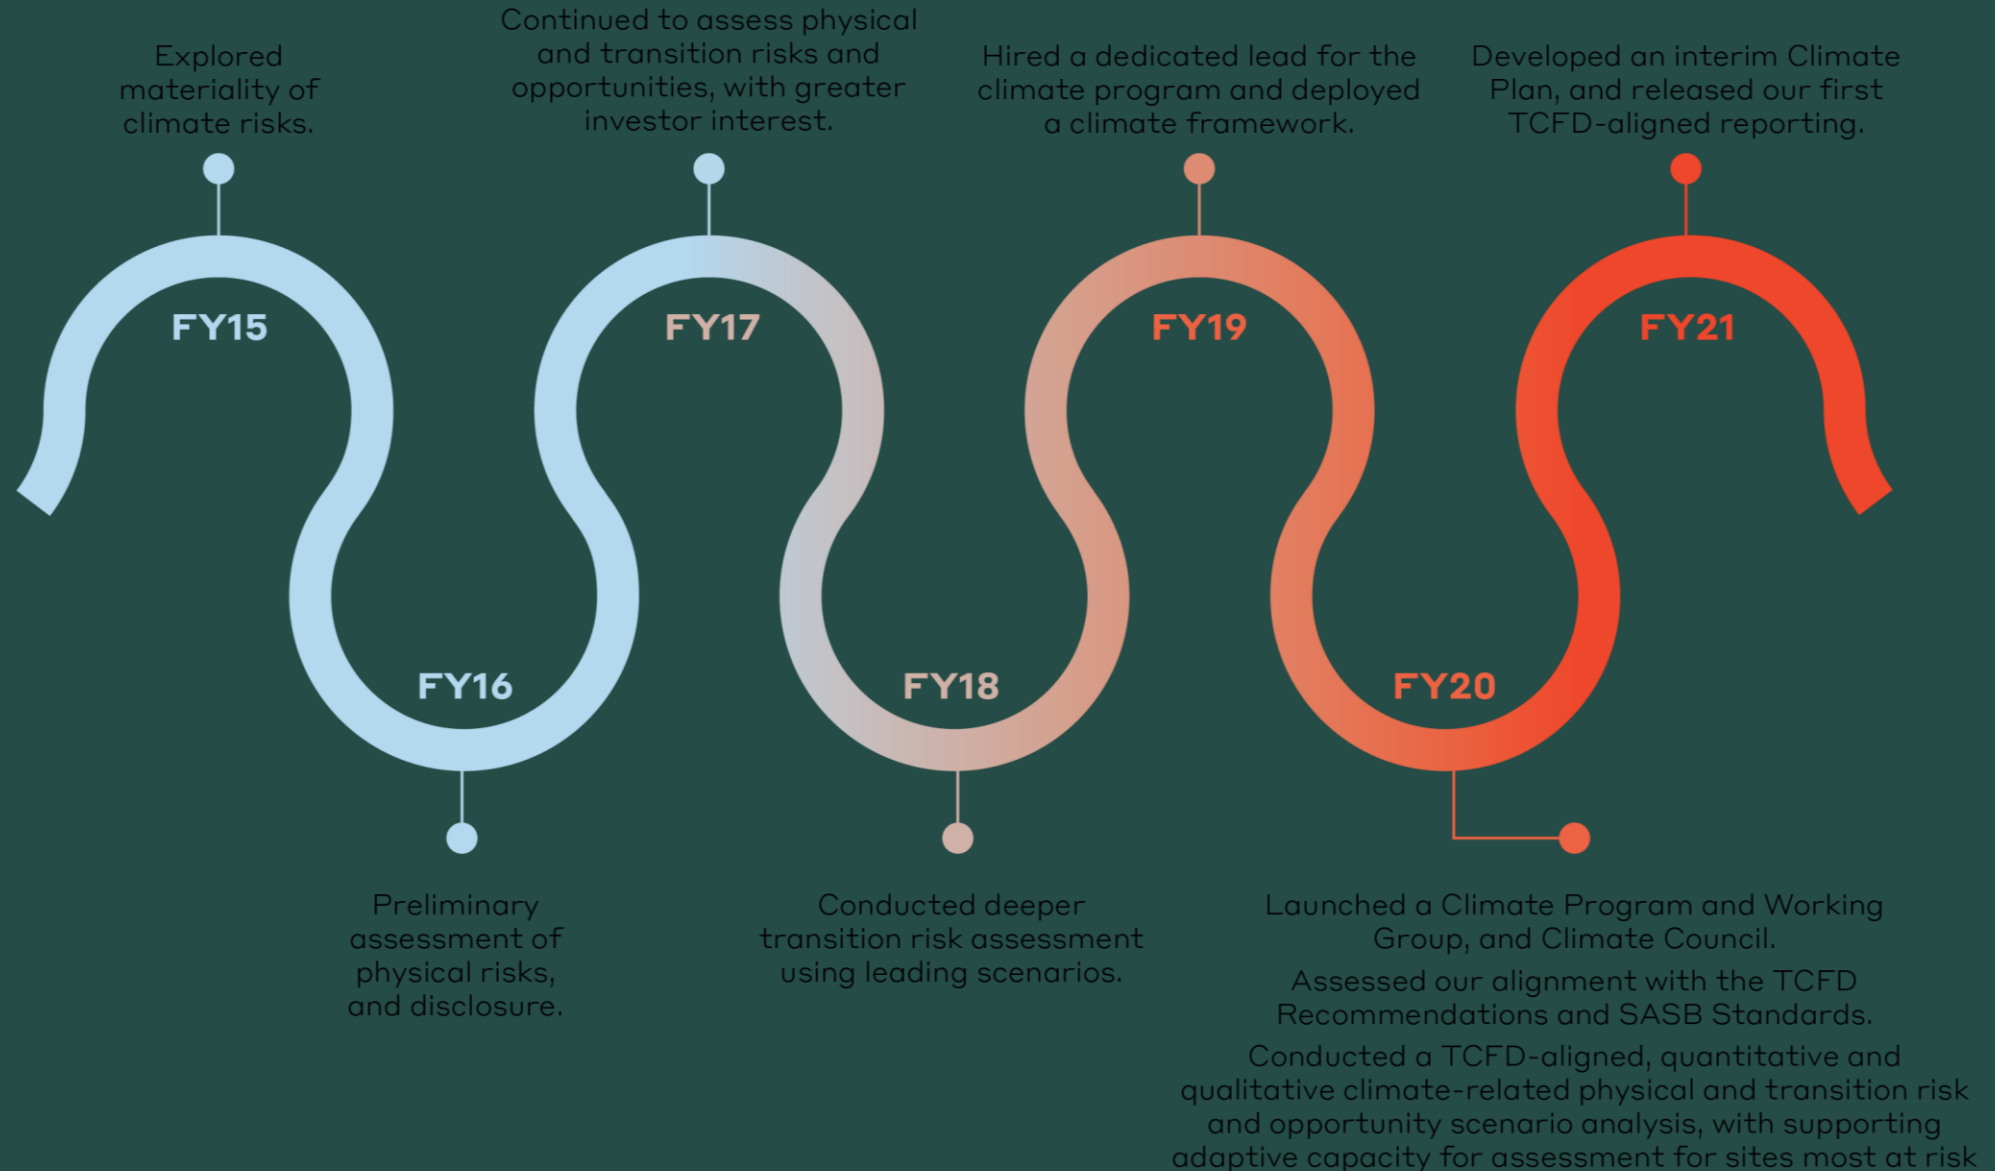 Explored
materiality of
climate risks.
Continued to assess physical
and transition risks and
opportunities, with greater
investor interest.
Hired a dedicated lead for the
climate program and deployed
a climate framework.
Developed an interim Climate
Plan, and released our first
TCFD-aligned reporting.
FY15
FY17
FY19
FY21
FY16
FY18
FY20
Preliminary
assessment of
physical risks,
and disclosure.
Conducted deeper
transition risk assessment
using leading scenarios.
Launched a Climate Program and Working
Group, and Climate Council.
Assessed our alignment with the TCFD
Recommendations and SASB Standards.
Conducted a TCFD-aligned, quantitative and
qualitative climate-related physical and transition risk
and opportunity scenario analysis, with supporting
adaptive capacity for assessment for sites most at risk